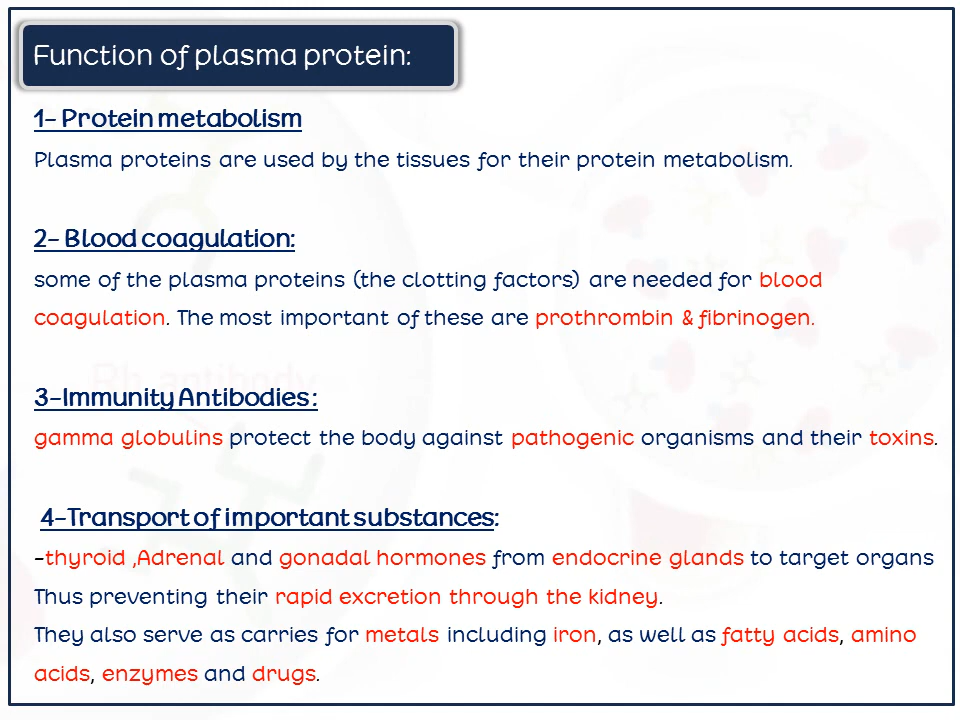 Function of plasma protein:
1- Protein metabolism
Plasma proteins are used by the tissues for their protein metabolism.
2- Blood coagulation:
some of the plasma proteins (the clotting factors) are needed for blood
coagulation. The most important of these are prothrombin & fibrinogen.
Rh antibody
3-Immunity Antibodies:
gamma globulins protect the body against pathogenic organisms and their toxins.
4-Transport of important substances:
-thyroid ,Adrenal and gonadal hormones from endocrine glands to target organs
Thus preventing their rapid excretion through the kidney.
They also serve as carries for metals including iron, as well as fatty acids, amino
acids, enzymes and drugs.